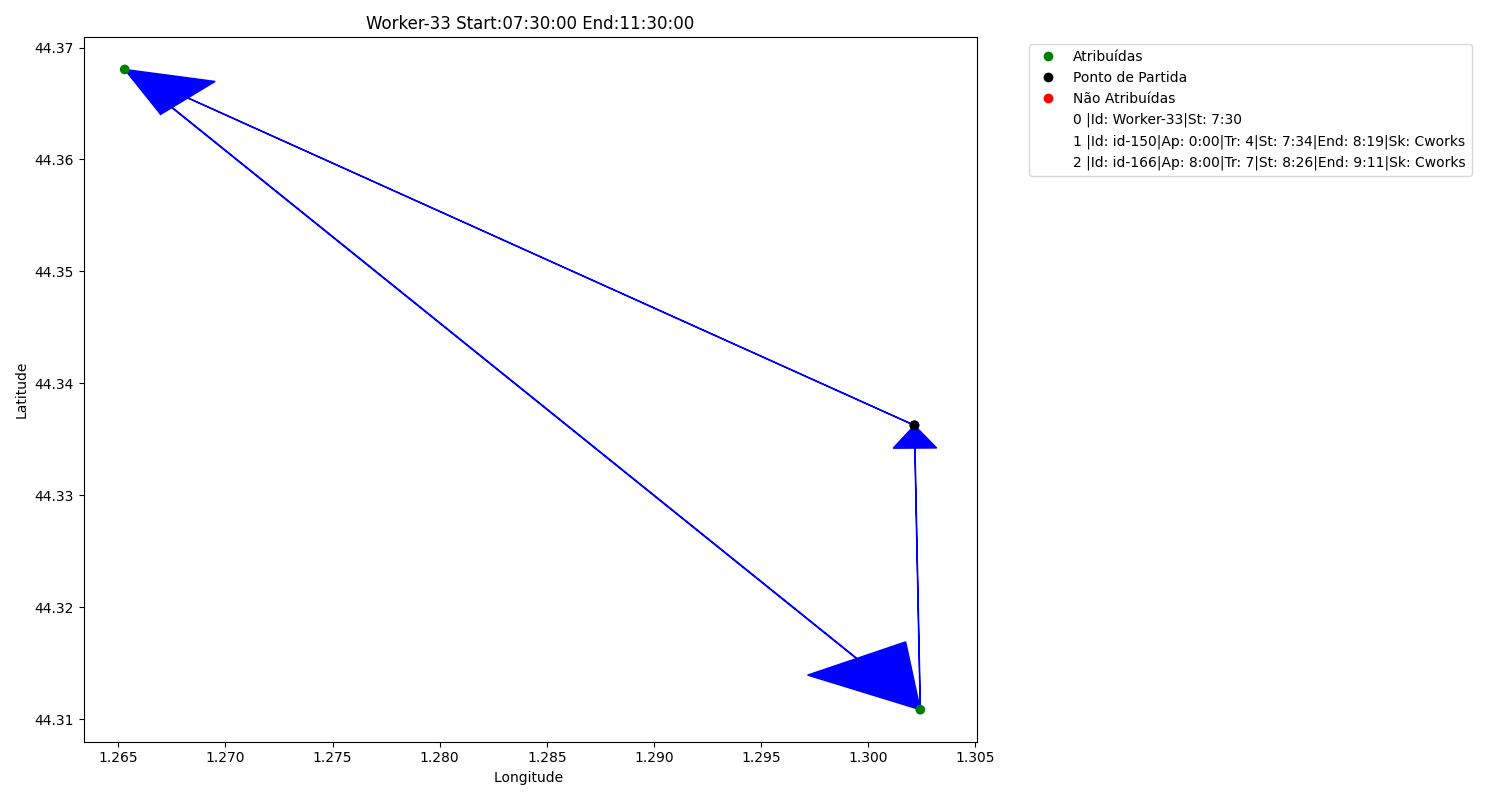 Worker-33 Start:07:30:00 End:11:30:00
44.37
44.36
44.35
44.34
44.33
44.32
44.31
Latitude
1.265
1.270
1.275
1.280
1.285
1.290
1.295
1.300
1.305
Longitude
Atribuídas
Ponto de Partida
Não Atribuídas
0 |Id: Worker-33|St: 7:30
1 |Id: id-150|Ap: 0:00|Tr: 4|St: 7:34|End: 8:19|Sk: Cworks
2 |Id: id-166|Ap: 8:00|Tr: 7|St: 8:26|End: 9:11|Sk: Cworks